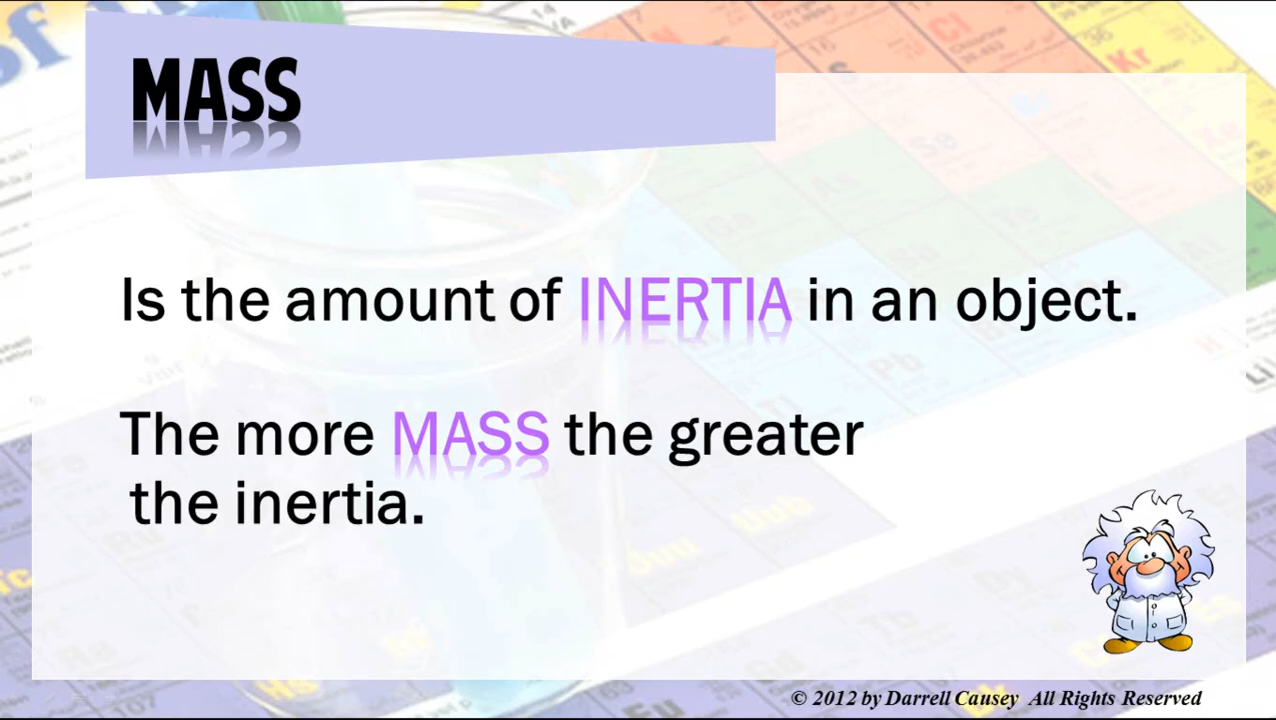 MASS
Is the amount of INERTIA in an object.
The more MASS the greater
the inertia.
© 2012 by Darrell Causey All Rights Reserved